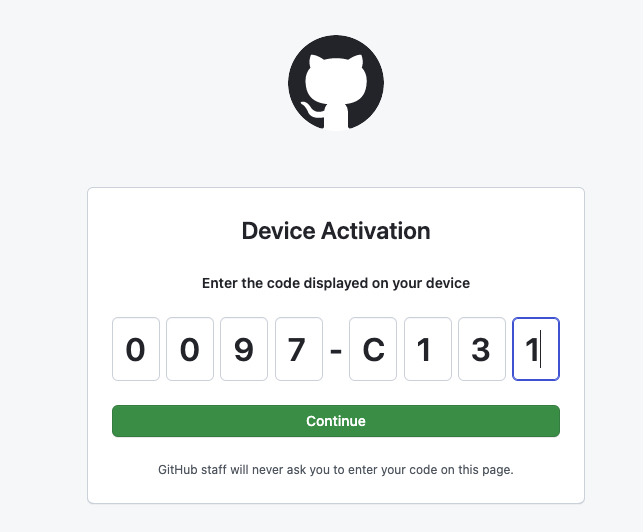 Device Activation
Enter the code displayed on your device
0 0 9 7 - C 1 3 1
Continue
GitHub staff will never ask you to enter your code on this page.